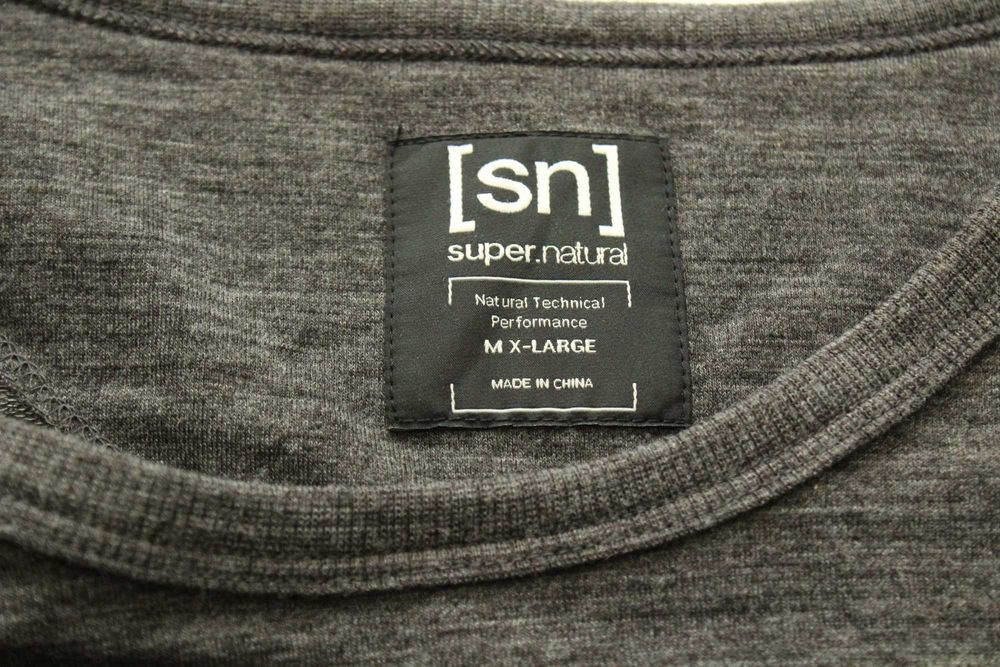 [sn]
super.natural
Natural Technical
Performance
M X-LARGE
MADE IN CHINA